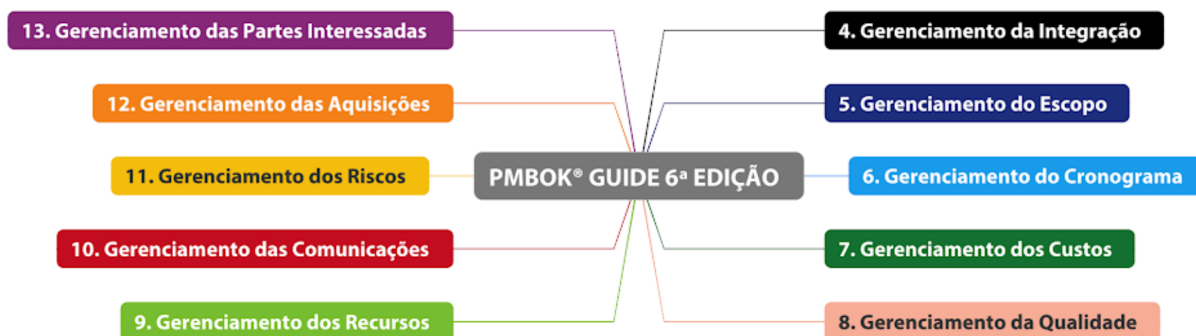 13. Gerenciamento das Partes Interessadas
4. Gerenciamento da Integração
12. Gerenciamento das Aquisições
5. Gerenciamento do Escopo
11. Gerenciamento dos Riscos
PMBOK® GUIDE 6ª EDIÇÃO
6. Gerenciamento do Cronograma
10. Gerenciamento das Comunicações
7. Gerenciamento dos Custos
9. Gerenciamento dos Recursos
8. Gerenciamento da Qualidade